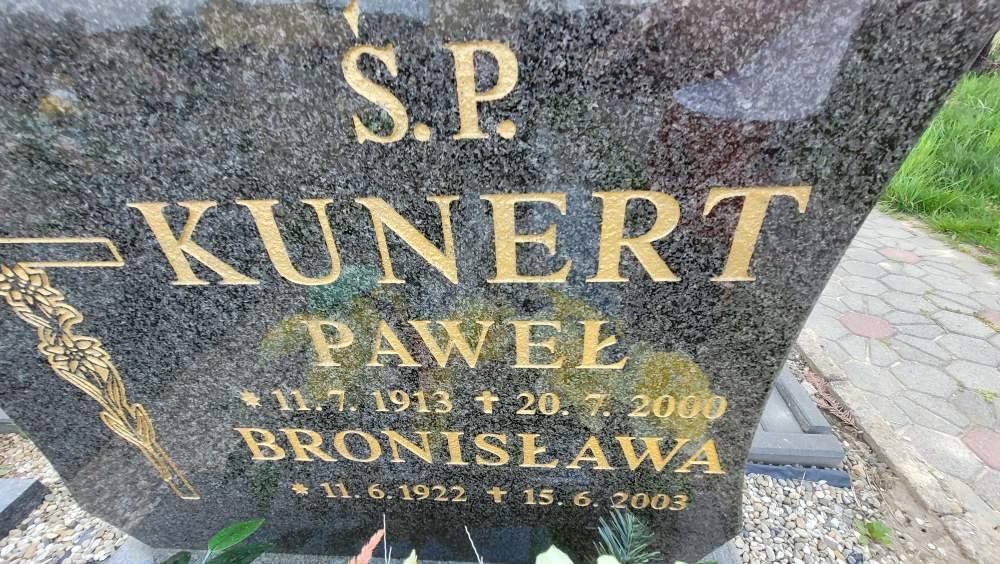 Ś.P.
KUNERT
PAWEŁ
* 11. 7. 1913 ✝ 20. 7. 2000
BRONISŁAWA
* 11. 6. 1922 ✝ 15. 6. 2003